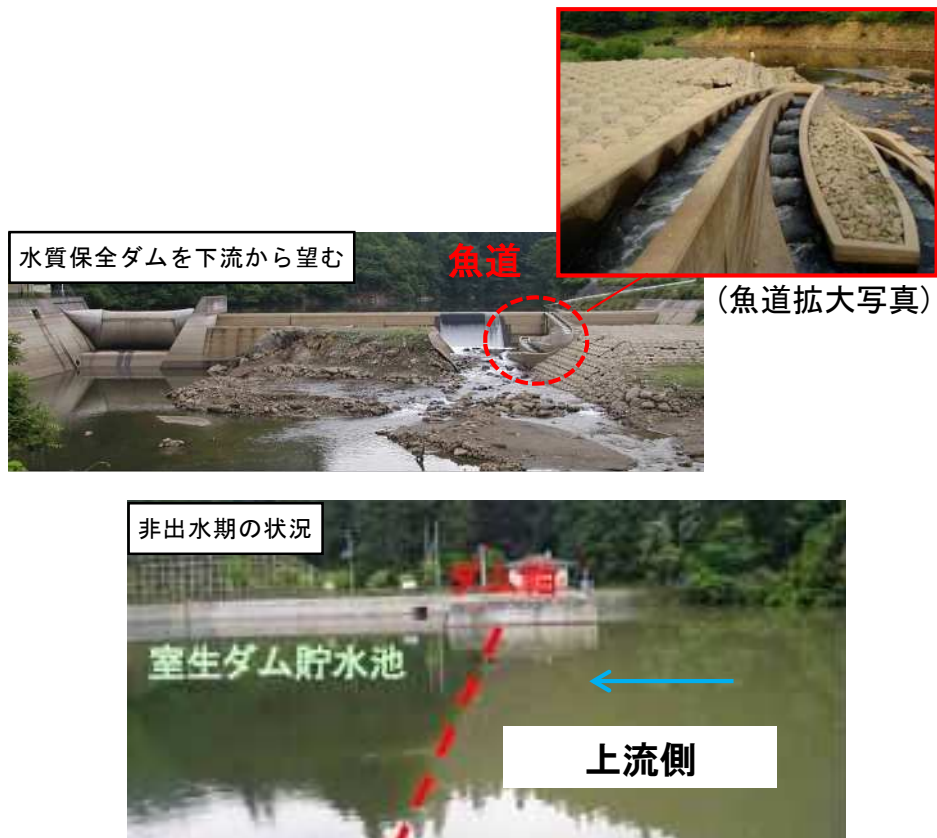 水質保全ダムを下流から望む
魚道
(魚道拡大写真)
非出水期の状況
室生ダム貯水池
上流側